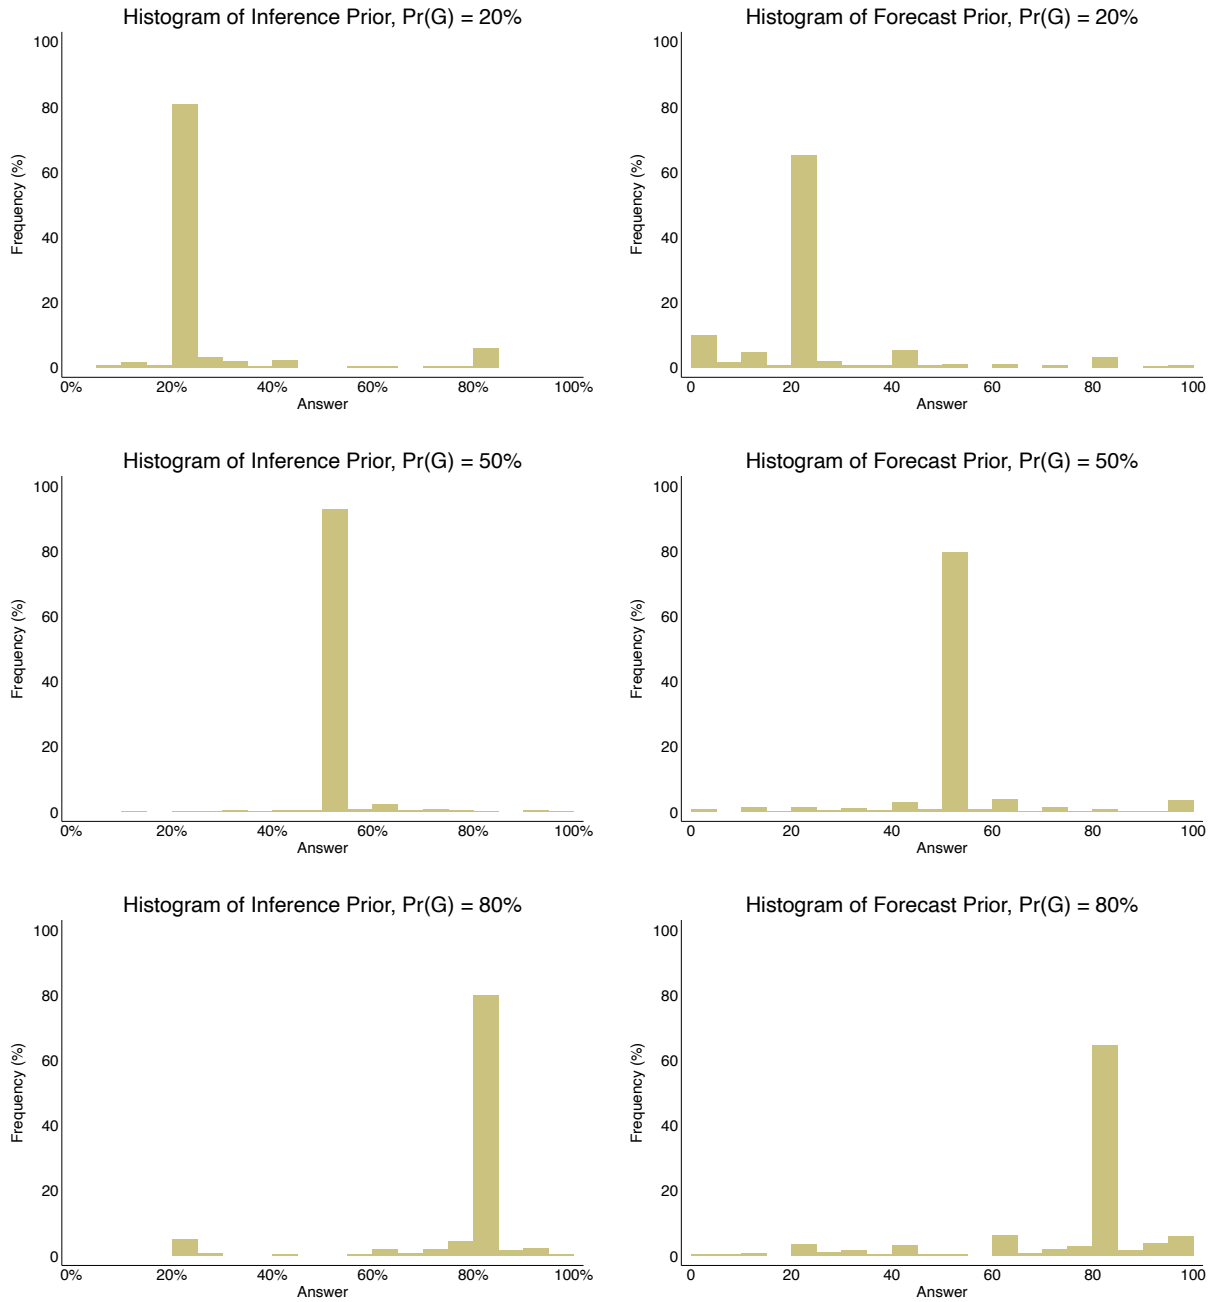 Histogram of Inference Prior, Pr(G) = 20%
100
80
60
40
20
0
Frequency (%)
0% 20% 40% 60% 80% 100%
Answer
Histogram of Forecast Prior, Pr(G) = 20%
100
80
60
40
20
0
Frequency (%)
0 20 40 60 80 100
Answer
Histogram of Inference Prior, Pr(G) = 50%
100
80
60
40
20
0
Frequency (%)
0% 20% 40% 60% 80% 100%
Answer
Histogram of Forecast Prior, Pr(G) = 50%
100
80
60
40
20
0
Frequency (%)
0 20 40 60 80 100
Answer
Histogram of Inference Prior, Pr(G) = 80%
100
80
60
40
20
0
Frequency (%)
0% 20% 40% 60% 80% 100%
Answer
Histogram of Forecast Prior, Pr(G) = 80%
100
80
60
40
20
0
Frequency (%)
0 20 40 60 80 100
Answer